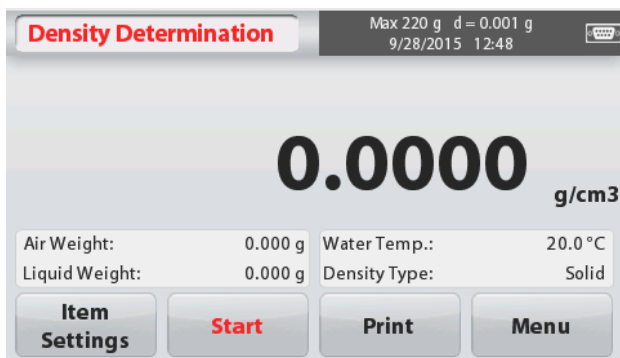 Density Determination
Max 220 g d = 0.001 g
9/28/2015 12:48
0.0000
g/cm3
Air Weight: 0.000 g Water Temp.: 20.0 °C
Liquid Weight: 0.000 g Density Type: Solid
Item
Settings
Start
Print
Menu